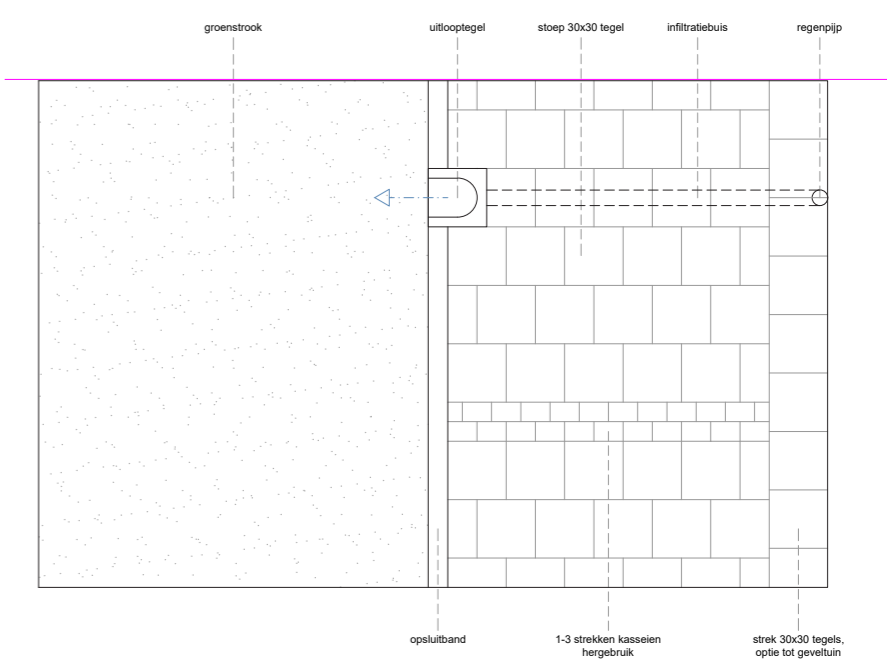 groenstrook
uitlooptegel
stoep 30x30 tegel
infiltratiebuis
regenpijp
opsluitband
1-3 strekken kasseien
hergebruik
strek 30x30 tegels,
optie tot geveltuin